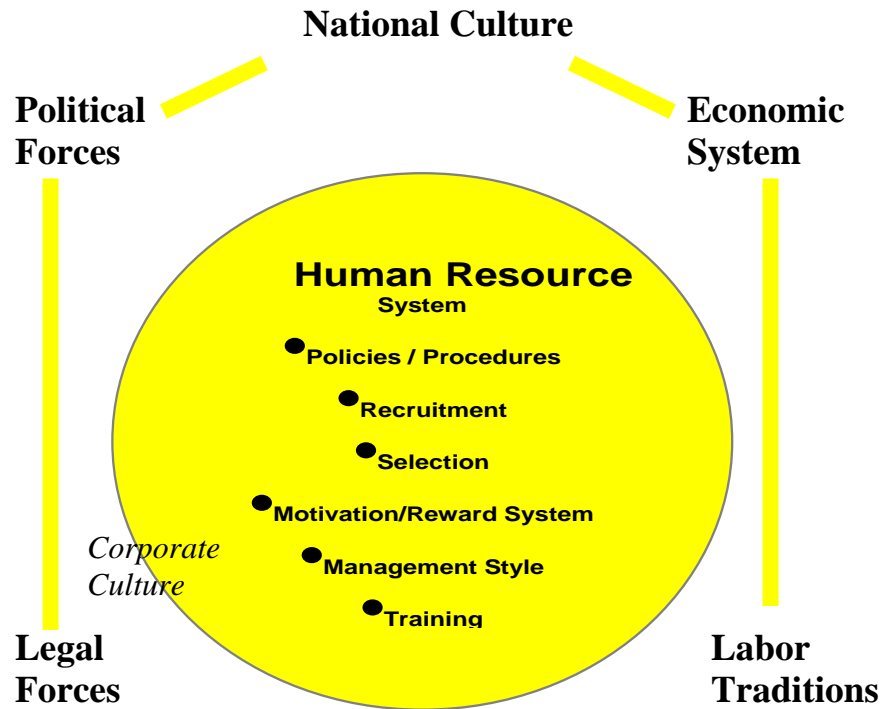 National Culture
Political
Forces
Economic
System
Human Resource
System
Policies / Procedures
Recruitment
Selection
Motivation/Reward System
Corporate
Culture
Management Style
Training
Legal
Forces
Labor
Traditions